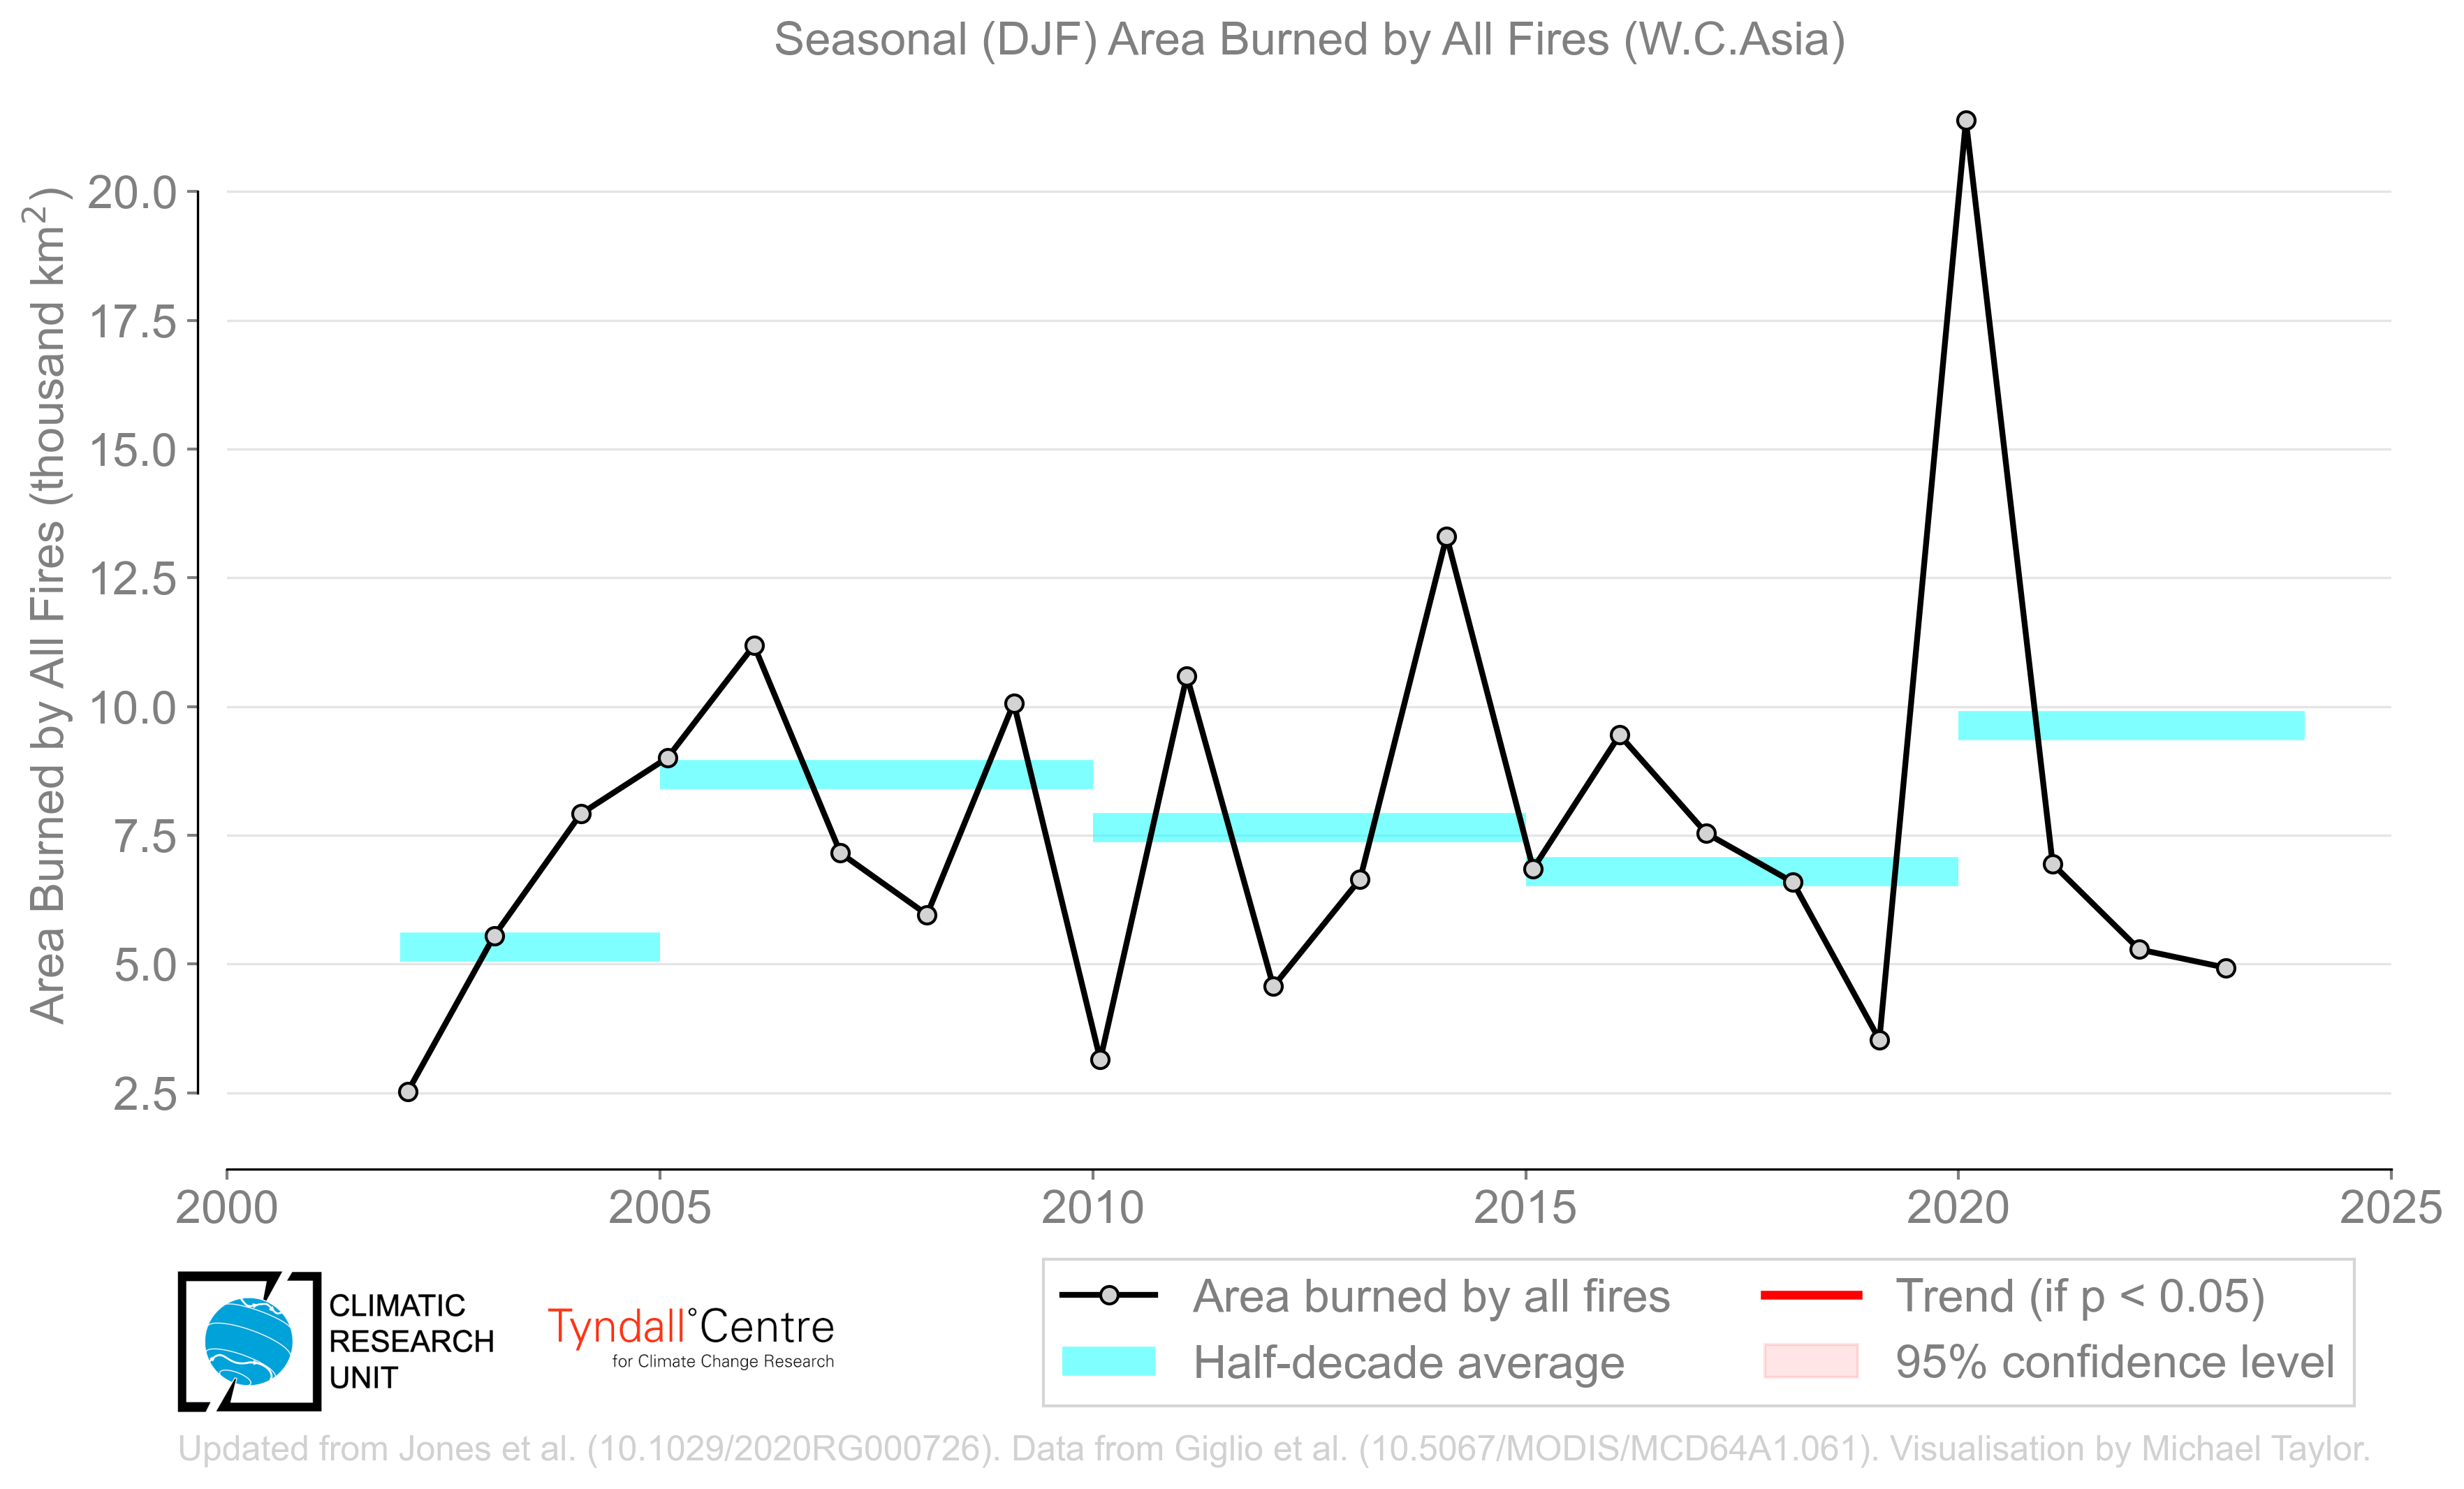 Seasonal (DJF) Area Burned by All Fires (W.C.Asia)
Area Burned by All Fires (thousand km²)
20.0
17.5
15.0
12.5
10.0
7.5
5.0
2.5
2000 2005 2010 2015 2020 2025
CLIMATIC
RESEARCH
UNIT
Tyndall°Centre
for Climate Change Research
Area burned by all fires
Half-decade average
Trend (if p < 0.05)
95% confidence level
Updated from Jones et al. (10.1029/2020RG000726). Data from Giglio et al. (10.5067/MODIS/MCD64A1.061). Visualisation by Michael Taylor.